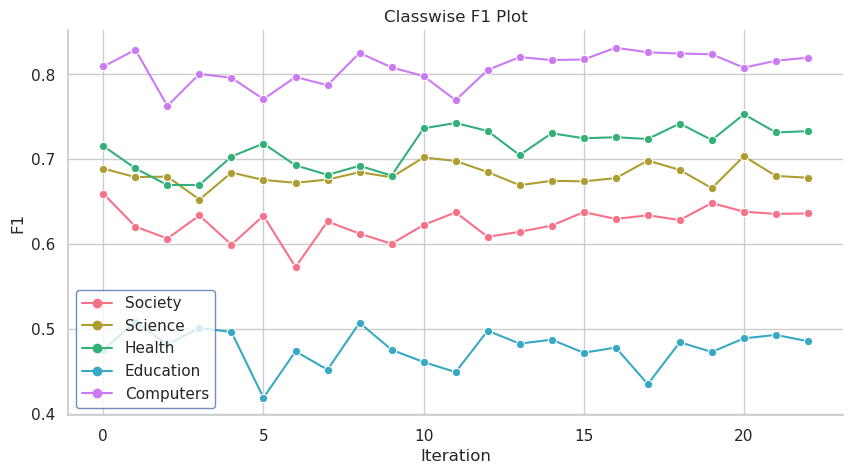 Classwise F1 Plot
0.8
0.7
0.6
0.5
0.4
F1
Society
Science
Health
Education
Computers
0 5 10 15 20
Iteration